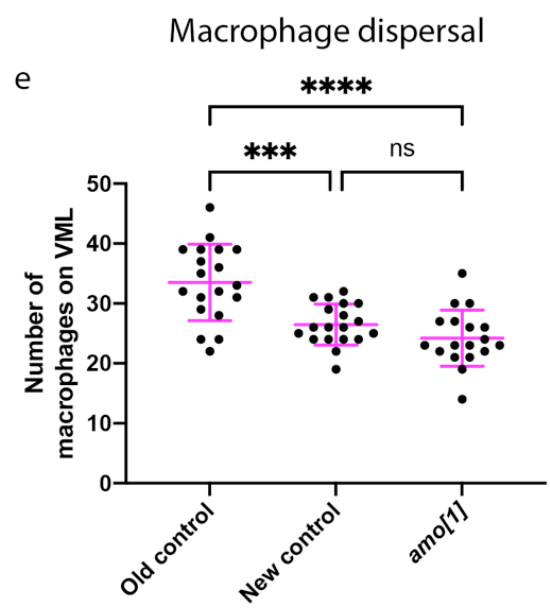 Macrophage dispersal
e
****
***
ns
Number of
macrophages on VML
50
40
30
20
10
0
Old control
New control
amo[1]